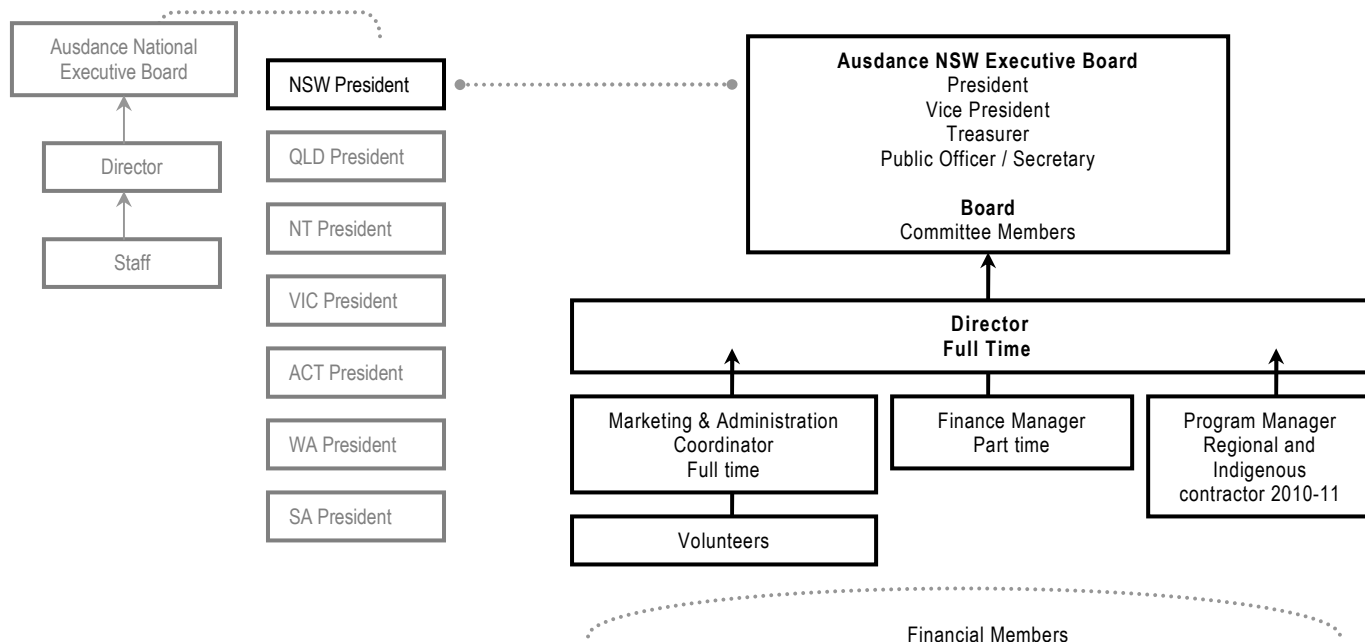 Ausdance National
Executive Board
Director
Staff
NSW President
QLD President
NT President
VIC President
ACT President
WA President
SA President
Ausdance NSW Executive Board
President
Vice President
Treasurer
Public Officer / Secretary
Board
Committee Members
Director
Full Time
Marketing & Administration
Coordinator
Full time
Volunteers
Finance Manager
Part time
Program Manager
Regional and
Indigenous
contractor 2010-11
Financial Members